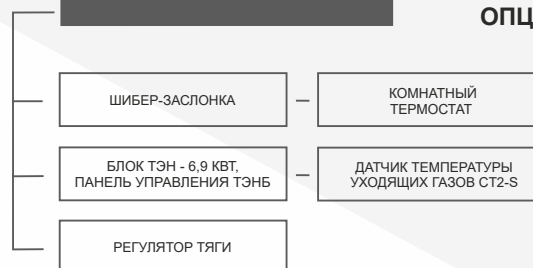 ОПЦ
ШИБЕР-ЗАСЛОНКА
КОМНАТНЫЙ
ТЕРМОСТАТ
БЛОК ТЭН - 6,9 КВТ,
ПАНЕЛЬ УПРАВЛЕНИЯ ТЭНБ
ДАТЧИК ТЕМПЕРАТУРЫ
УХОДЯЩИХ ГАЗОВ CT2-S
РЕГУЛЯТОР ТЯГИ